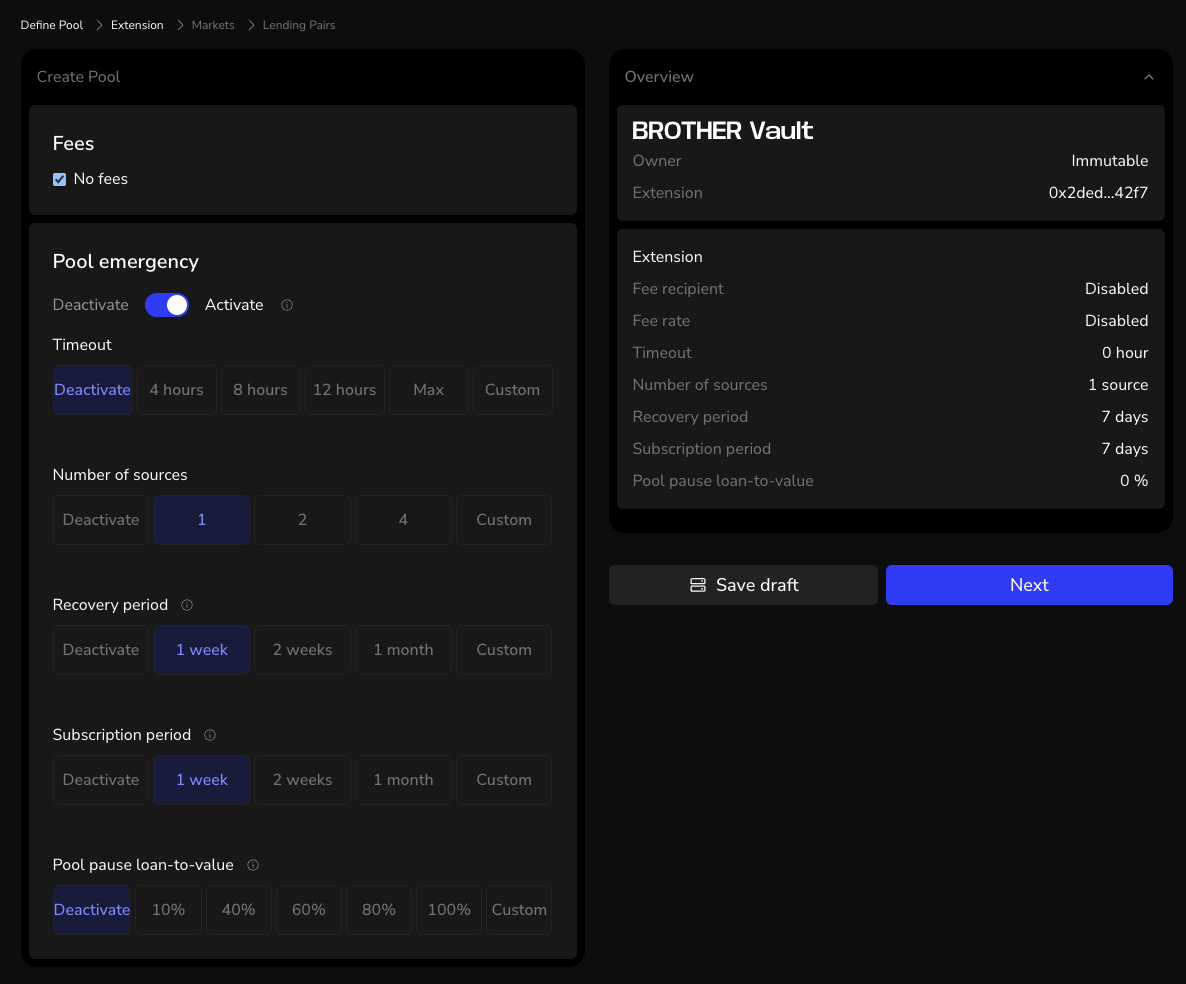 Define Pool
Extension
Markets
Lending Pairs
Create Pool
Fees
No fees
Pool emergency
Deactivate
Activate
Timeout
Deactivate
4 hours
8 hours
12 hours
Max
Custom
Number of sources
Deactivate
1
2
4
Custom
Recovery period
Deactivate
1 week
2 weeks
1 month
Custom
Subscription period
Deactivate
1 week
2 weeks
1 month
Custom
Pool pause loan-to-value
Deactivate
10%
40%
60%
80%
100%
Custom
Overview
BROTHER Vault
Owner Immutable
Extension 0x2ded...42f7
Extension
Fee recipient Disabled
Fee rate Disabled
Timeout 0 hour
Number of sources 1 source
Recovery period 7 days
Subscription period 7 days
Pool pause loan-to-value 0 %
Save draft
Next